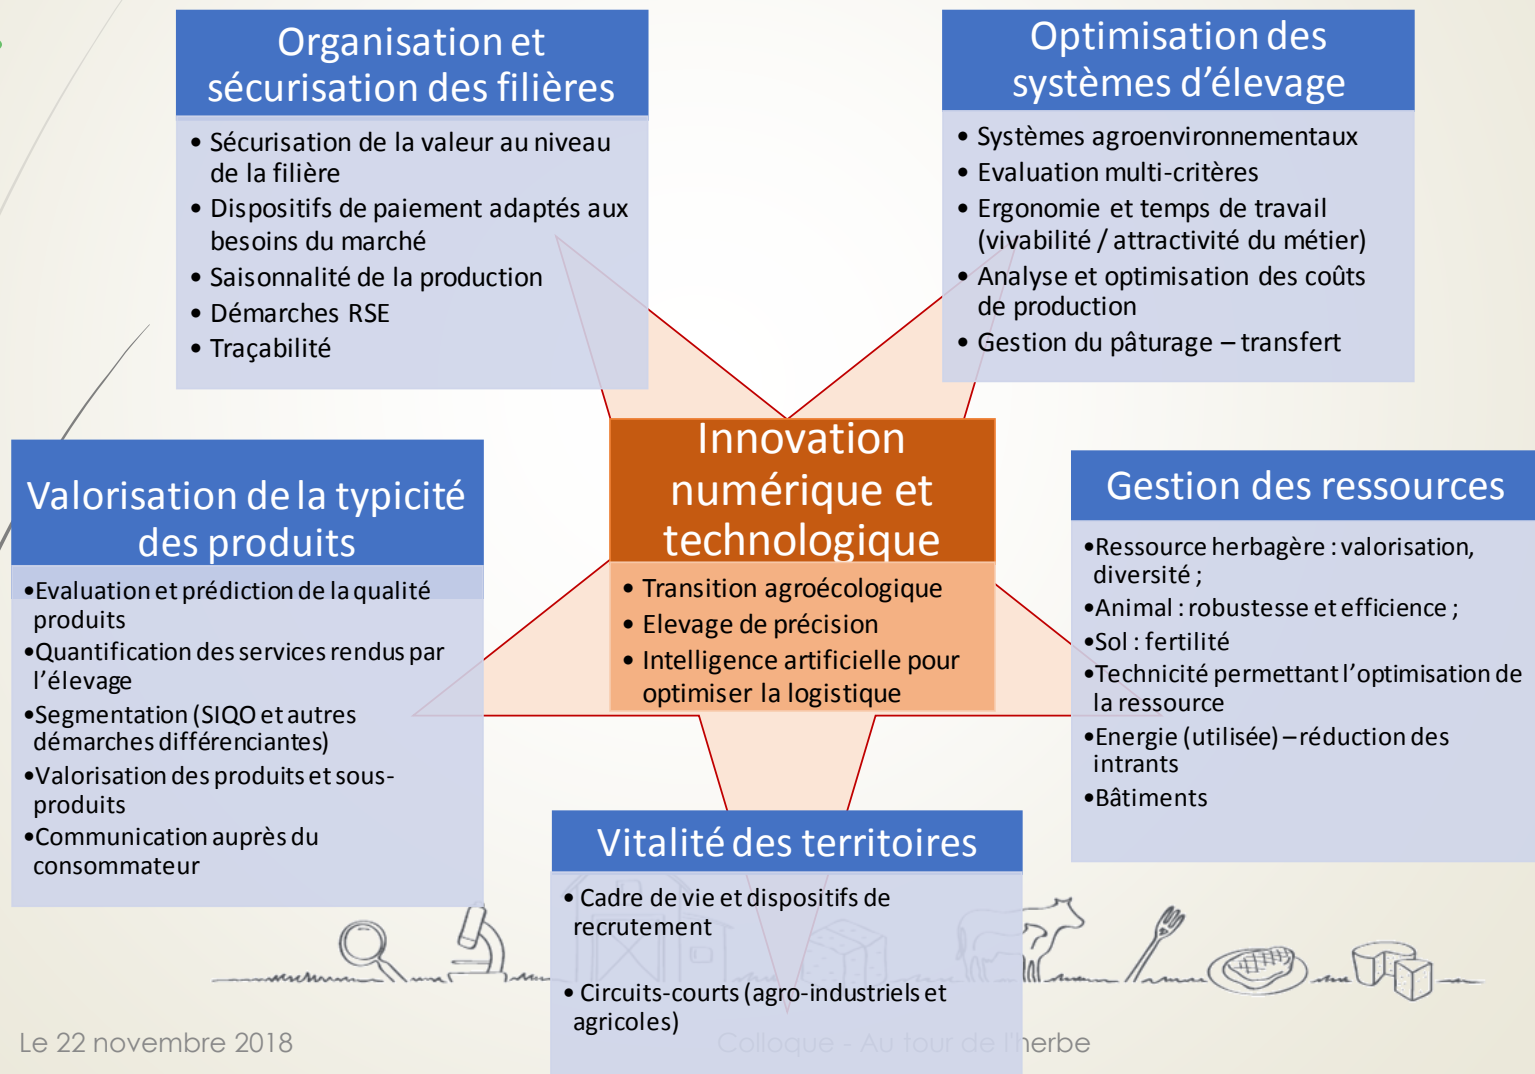 Organisation et
sécurisation des filières
• Sécurisation de la valeur au niveau
de la filière
• Dispositifs de paiement adaptés aux
besoins du marché
• Saisonnalité de la production
• Démarches RSE
• Traçabilité
Optimisation des
systèmes d'élevage
• Systèmes agroenvironnementaux
• Evaluation multi-critères
• Ergonomie et temps de travail
(vivabilité / attractivité du métier)
• Analyse et optimisation des coûts
de production
• Gestion du pâturage – transfert
Valorisation de la typicité
des produits
•Evaluation et prédiction de la qualité
produits
•Quantification des services rendus par
l'élevage
•Segmentation (SIQO et autres
démarches différenciantes)
•Valorisation des produits et sous-
produits
•Communication auprès du
consommateur
Innovation
numérique et
technologique
• Transition agroécologique
• Elevage de précision
• Intelligence artificielle pour
optimiser la logistique
Gestion des ressources
•Ressource herbagère : valorisation,
diversité ;
•Animal : robustesse et efficience ;
•Sol : fertilité
•Technicité permettant l'optimisation de
la ressource
•Energie (utilisée) – réduction des
intrants
•Bâtiments
Vitalité des territoires
• Cadre de vie et dispositifs de
recrutement
• Circuits-courts (agro-industriels et
agricoles)
Le 22 novembre 2018
Colloque - Au tour de l'herbe